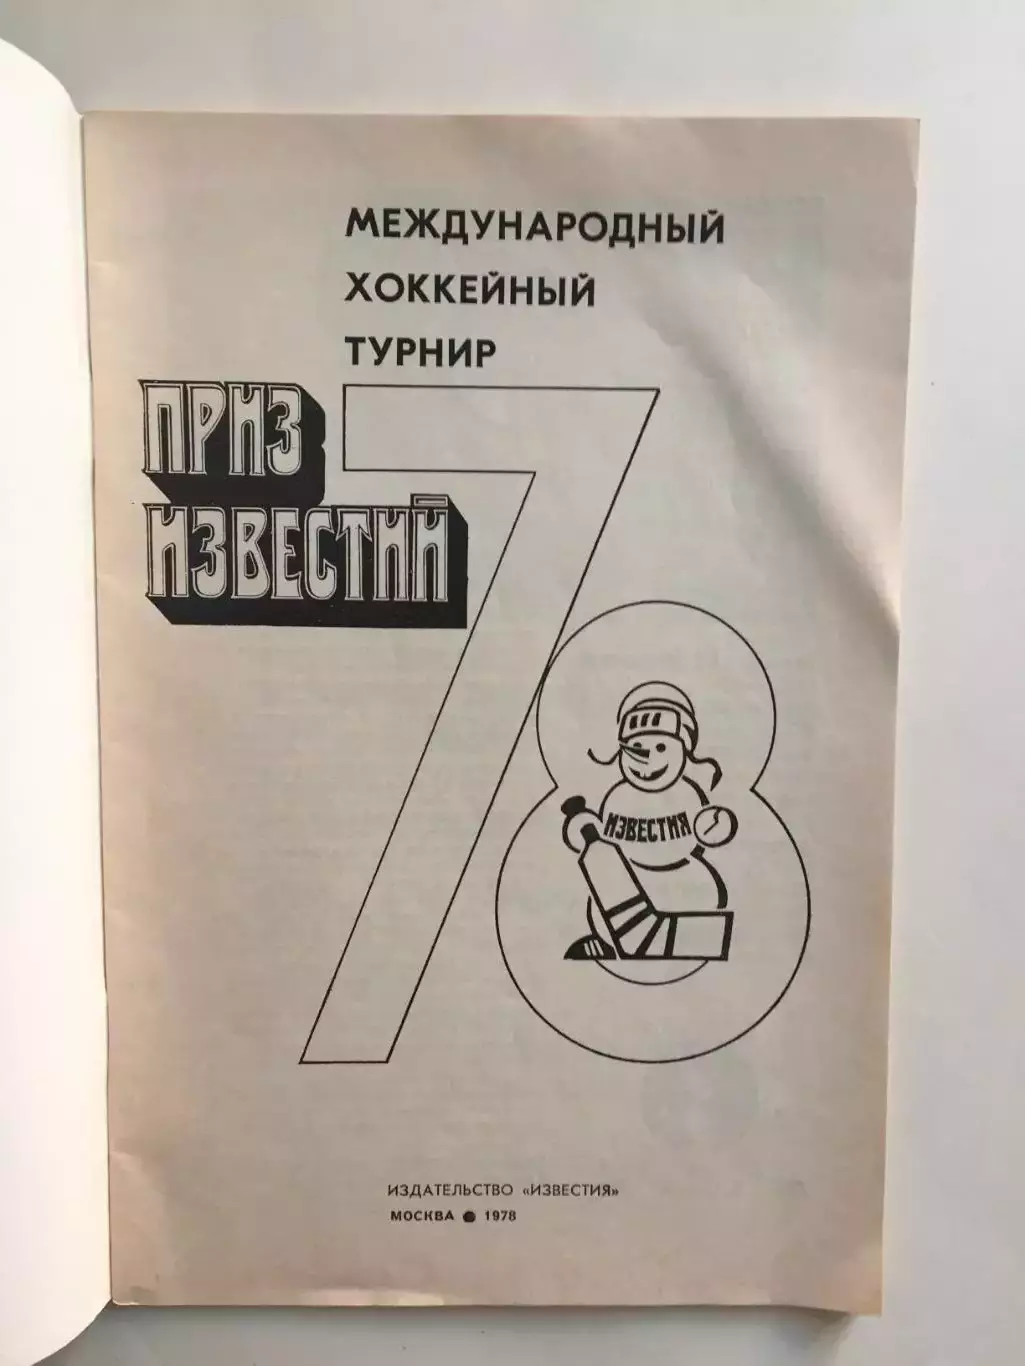 МЕЖДУНАРОДНЫЙ
ХОККЕЙНЫЙ
ТУРНИР
ПРИЗ
ИЗВЕСТИЙ
78
ИЗВЕСТИЯ
ИЗДАТЕЛЬСТВО «ИЗВЕСТИЯ»
МОСКВА ● 1978